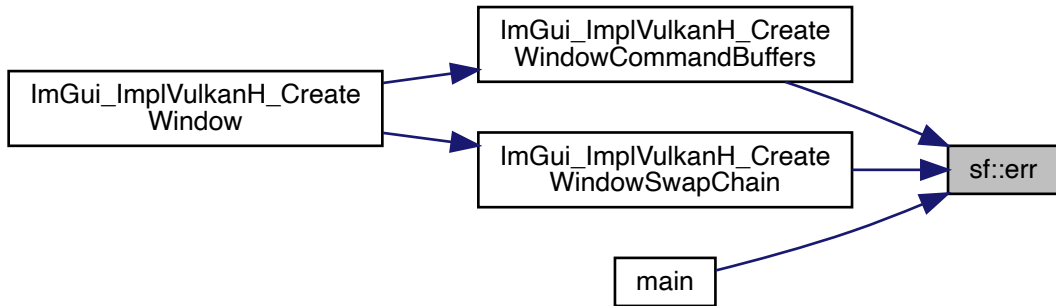 ImGui_ImplVulkanH_Create
WindowCommandBuffers
ImGui_ImplVulkanH_Create
Window
ImGui_ImplVulkanH_Create
WindowSwapChain
sf::err
main